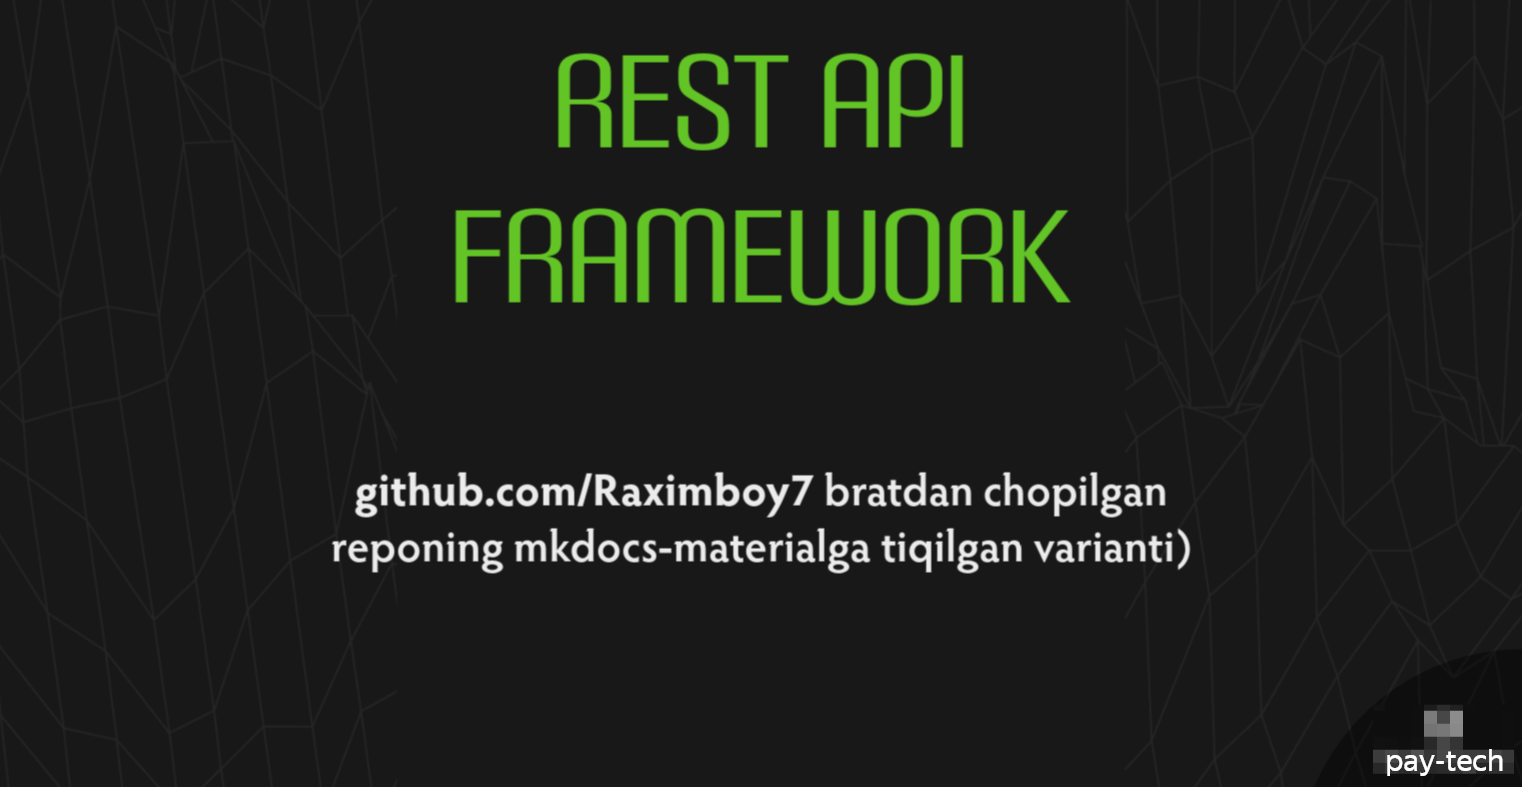 REST API
FRAMEWORK
github.com/Raximboy7 bratdan chopilgan
reponing mkdocs-materialga tiqilgan varianti)
pay-tech